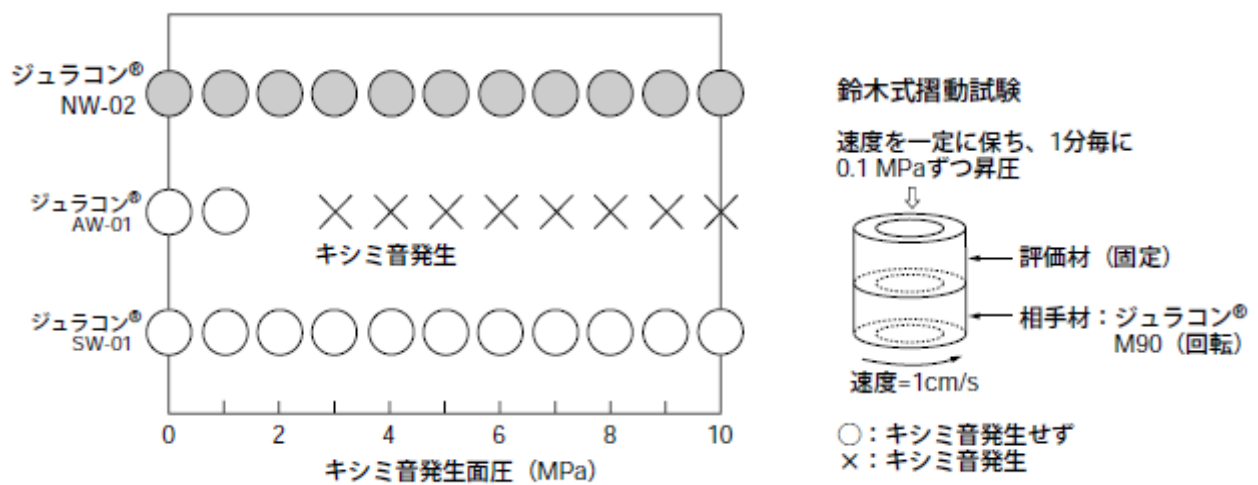 ジュラコン®
NW-02
ジュラコン®
AW-01
キシミ音発生
ジュラコン®
SW-01
0 2 4 6 8 10
キシミ音発生面圧（MPa）
鈴木式摺動試験
速度を一定に保ち、1分毎に
0.1 MPaずつ昇圧
評価材（固定）
相手材：ジュラコン®
M90（回転）
速度=1cm/s
○：キシミ音発生せず
×：キシミ音発生